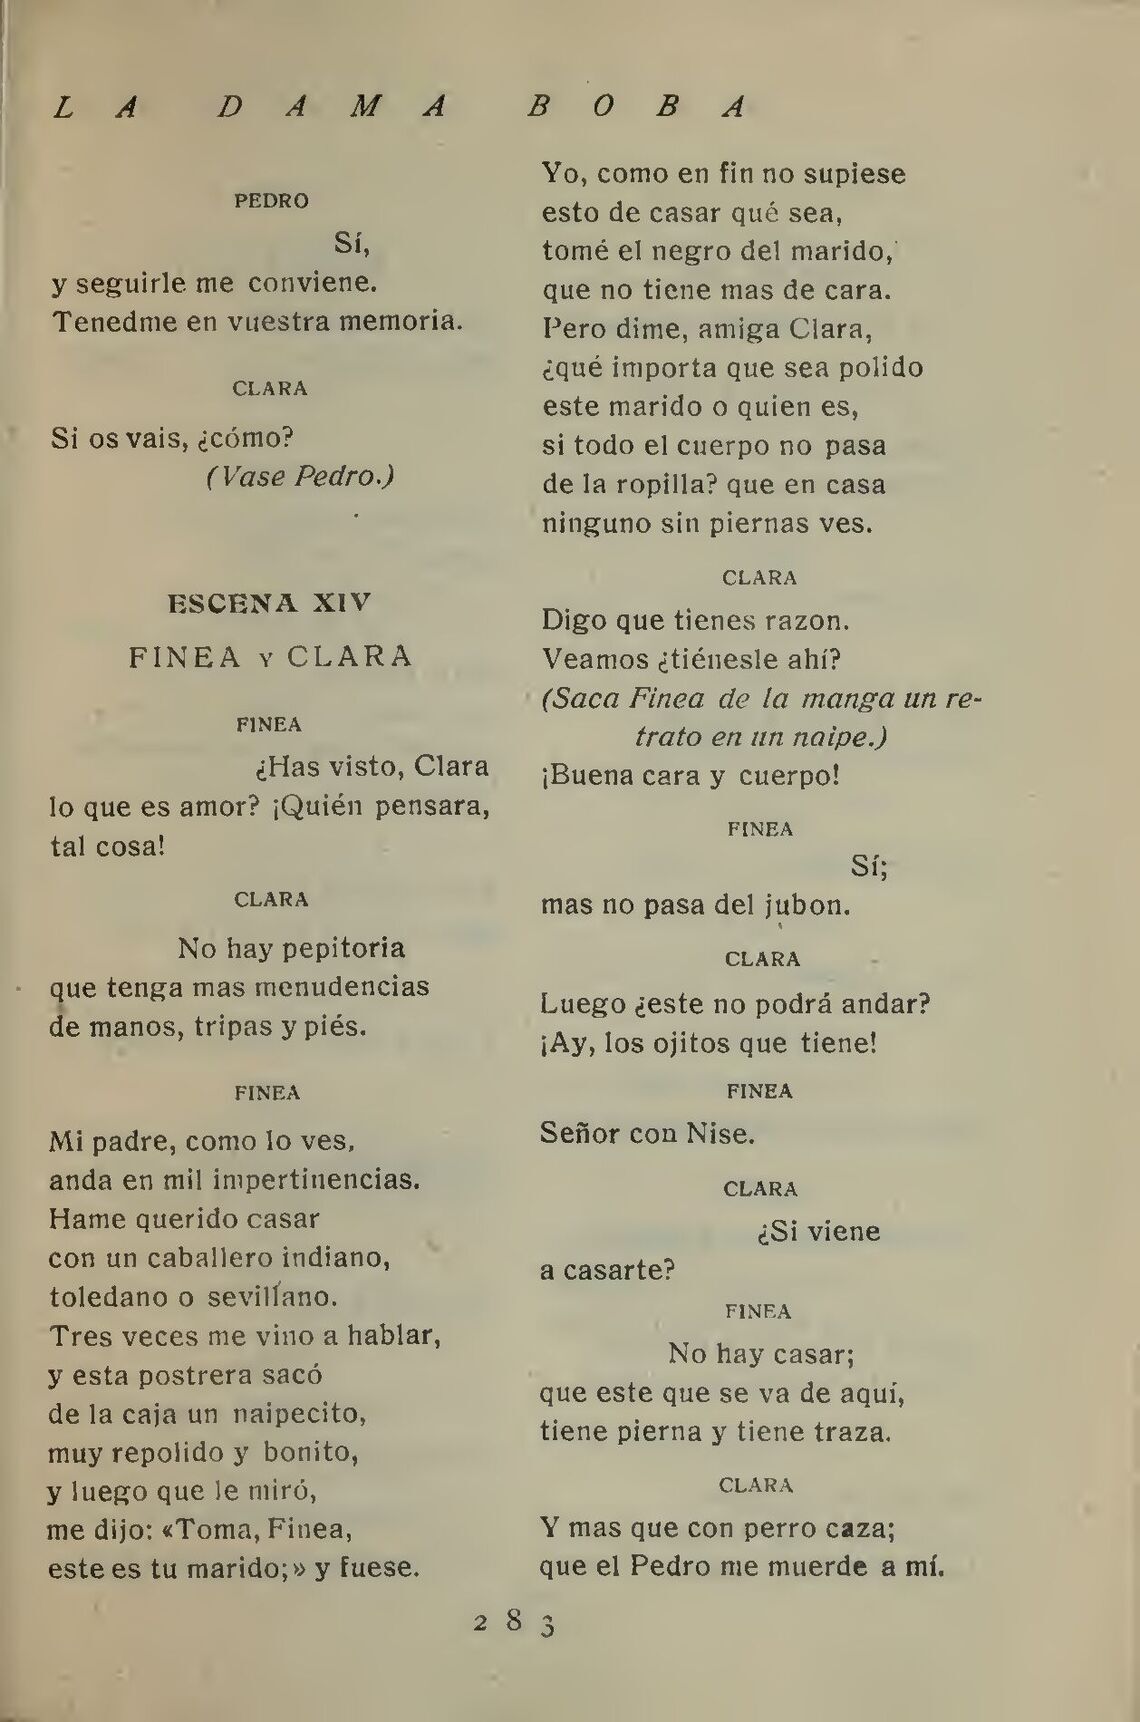 LA DAMA BOBA
PEDRO
Sí,
y seguirle me conviene.
Tenedme en vuestra memoria.
CLARA
Si os vais, ¿cómo?
(Vase Pedro.)
ESCENA XIV
FINEA Y CLARA
FINEA
¿Has visto, Clara
lo que es amor? ¡Quién pensara,
tal cosa!
CLARA
No hay pepitoria
que tenga mas menudencias
de manos, tripas y piés.
FINEA
Mi padre, como lo ves,
anda en mil impertinencias.
Hame querido casar
con un caballero indiano,
toledano o sevillano.
Tres veces me vino a hablar,
y esta postrera sacó
de la caja un naipecito,
muy repolido y bonito,
y luego que le miró,
me dijo: «Toma, Finea,
este es tu marido;» y fuese.
Yo, como en fin no supiese
esto de casar qué sea,
tomé el negro del marido,
que no tiene mas de cara.
Pero dime, amiga Clara,
¿qué importa que sea polido
este marido o quien es,
si todo el cuerpo no pasa
de la ropilla? que en casa
ninguno sin piernas ves.
CLARA
Digo que tienes razon.
Veamos ¿tiénesle ahí?
(Saca Finea de la manga un re-
trato en un naipe.)
¡Buena cara y cuerpo!
FINEA
Sí;
mas no pasa del jubon.
CLARA
Luego ¿este no podrá andar?
¡Ay, los ojitos que tiene!
FINEA
Señor con Nise.
CLARA
¿Si viene
a casarte?
FINEA
No hay casar;
que este que se va de aquí,
tiene pierna y tiene traza.
CLARA
Y mas que con perro caza;
que el Pedro me muerde a mí.
283